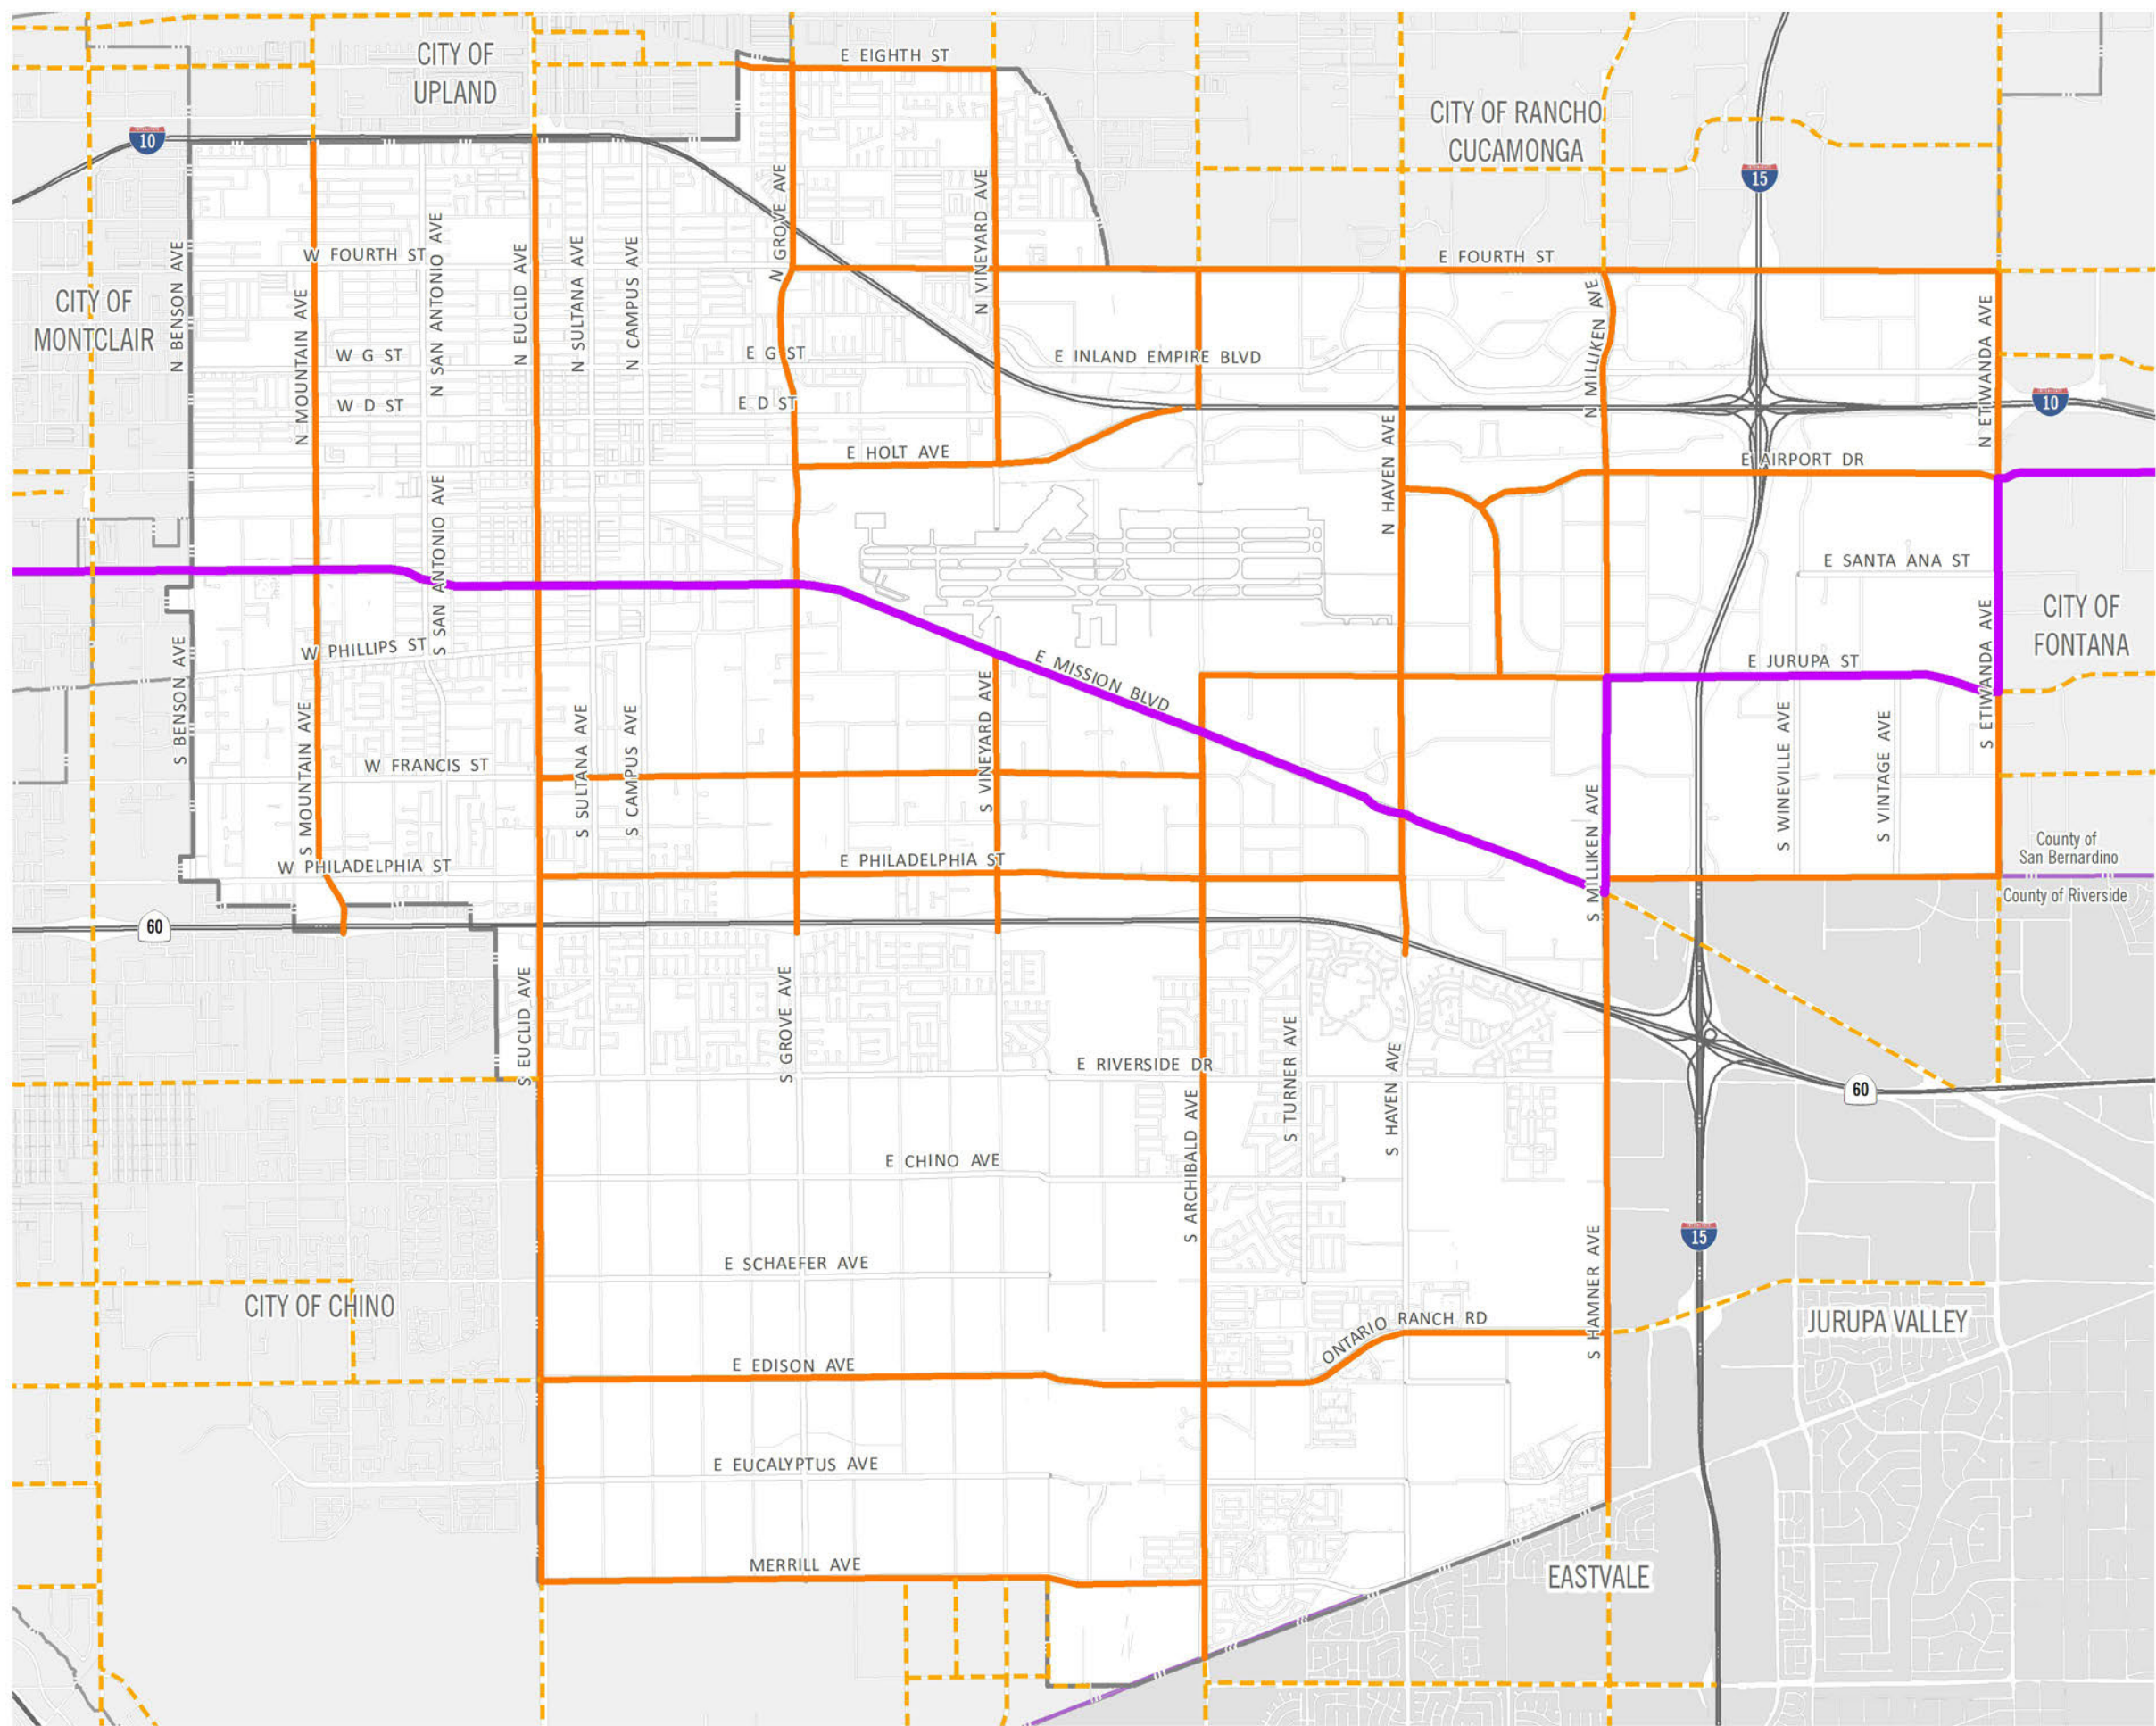 CITY OF
UPLAND
E EIGHTH ST
CITY OF RANCHO
CUCAMONGA
10
15
N GROVE AVE
N VINEYARD AVE
W FOURTH ST
N SAN ANTONIO AVE
N BENSON AVE
N EUCLID AVE
N SULTANA AVE
N CAMPUS AVE
E FOURTH ST
CITY OF
MONTCLAIR
N MOUNTAIN AVE
N MILLIKEN AVE
N ETIWANDA AVE
W G ST
E G ST
E INLAND EMPIRE BLVD
W D ST
E D ST
10
N HAVEN AVE
E HOLT AVE
E AIRPORT DR
S SAN ANTONIO AVE
E SANTA ANA ST
CITY OF
FONTANA
S BENSON AVE
W PHILLIPS ST
E MISSION BLVD
E JURUPA ST
S ETIWANDA AVE
S MOUNTAIN AVE
S SULTANA AVE
S CAMPUS AVE
S VINEYARD AVE
S WINEVILLE AVE
S VINTAGE AVE
W FRANCIS ST
S MILLIKEN AVE
County of
San Bernardino
W PHILADELPHIA ST
E PHILADELPHIA ST
County of Riverside
60
S EUCLID AVE
S GROVE AVE
S TURNER AVE
S HAVEN AVE
E RIVERSIDE DR
60
S ARCHIBALD AVE
E CHINO AVE
15
S HAMNER AVE
E SCHAEFER AVE
CITY OF CHINO
ONTARIO RANCH RD
JURUPA VALLEY
E EDISON AVE
E EUCALYPTUS AVE
MERRILL AVE
EASTVALE